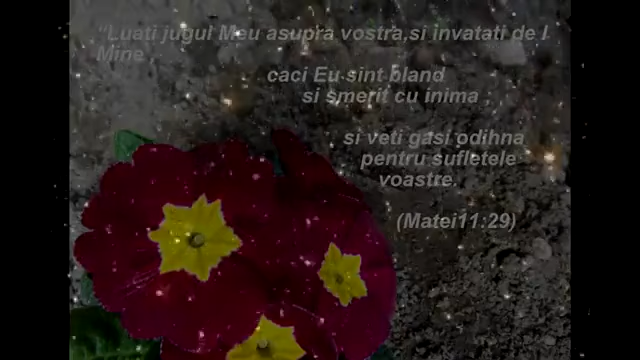 "Luati jugul Meu asupra vostra,si invatati de l
Mine ,
caci Eu sint bland
si smerit cu inima ;
si veti gasi odihna
pentru sufletele
voastre.
(Matei11:29)